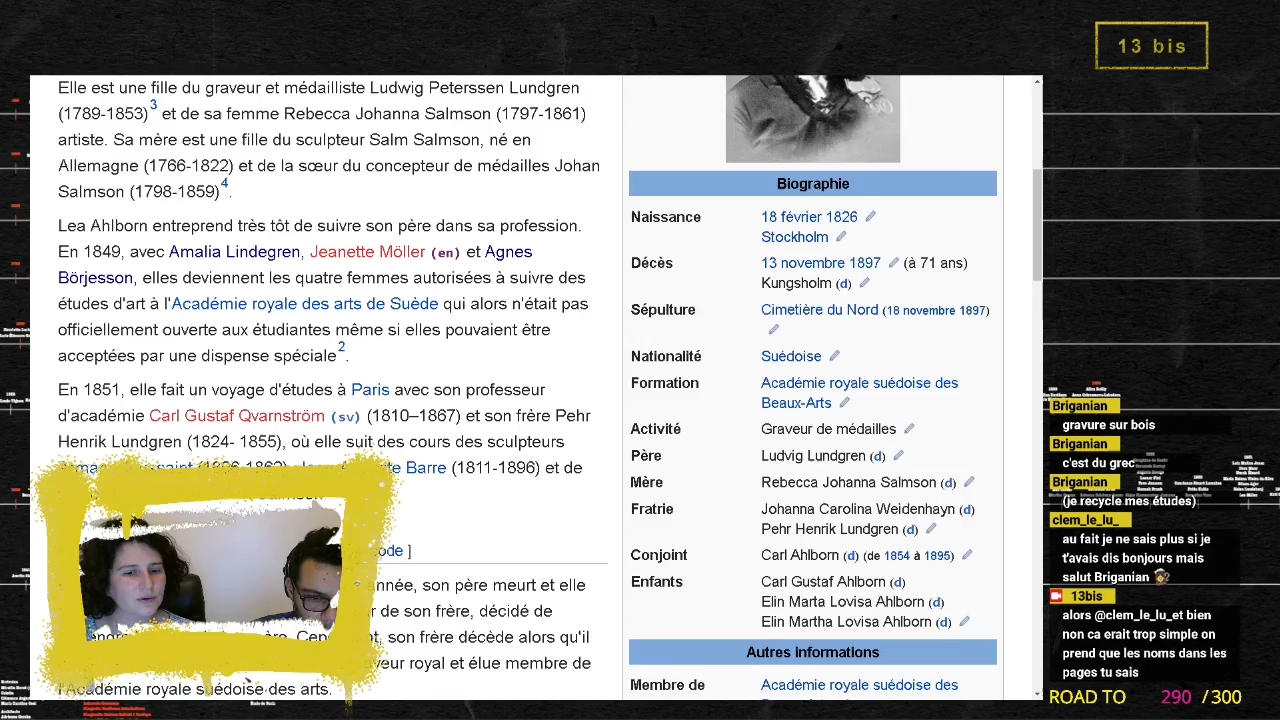 13 bis
Elle est une fille du graveur et médailliste Ludwig Peterssen Lundgren
(1789-1853)3 et de sa femme Rebecca Johanna Salmson (1797-1861)
artiste. Sa mère est une fille du sculpteur Salm Salmson, né en
Allemagne (1766-1822) et de la sœur du concepteur de médailles Johan
Salmson (1798-1859)4.
Lea Ahlborn entreprend très tôt de suivre son père dans sa profession.
En 1849, avec Amalia Lindegren, Jeanette Möller (en) et Agnes
Börjesson, elles deviennent les quatre femmes autorisées à suivre des
études d'art à l'Académie royale des arts de Suède qui alors n'était pas
officiellement ouverte aux étudiantes même si elles pouvaient être
acceptées par une dispense spéciale2.
En 1851, elle fait un voyage d'études à Paris avec son professeur
d'académie Carl Gustaf Qvarnström (sv) (1810–1867) et son frère Pehr
Henrik Lundgren (1824- 1855), où elle suit des cours des sculpteurs
Barre (1811-1896) et de
ode ]
nnée, son père meurt et elle
r de son frère, décidé de
son frère décède alors qu'il
veur royal et élue membre de
l'Académie royale suédoise des arts.
Biographie
Naissance
18 février 1826
Stockholm
Décès
13 novembre 1897 (à 71 ans)
Kungsholm (d)
Sépulture
Cimetière du Nord (18 novembre 1897)
Nationalité
Suédoise
Formation
Académie royale suédoise des
Beaux-Arts
Activité
Graveur de médailles
Père
Ludvig Lundgren (d)
Mère
Rebecca Johanna Salmson (d)
Fratrie
Johanna Carolina Weidenhayn (d)
Pehr Henrik Lundgren (d)
Conjoint
Carl Ahlborn (d) (de 1854 à 1895)
Enfants
Carl Gustaf Ahlborn (d)
Elin Marta Lovisa Ahlborn (d)
Elin Martha Lovisa Ahlborn (d)
Autres informations
Membre de
Académie royale suédoise des
Briganian
gravure sur bois
Briganian
c'est du grec
Briganian
(je recycle mes études)
clem_le_lu_
au fait je ne sais plus si je
t'avais dis bonjours mais
salut Briganian
13bis
alors @clem_le_lu_et bien
non ca erait trop simple on
prend que les noms dans les
pages tu sais
ROAD TO 290 / 300